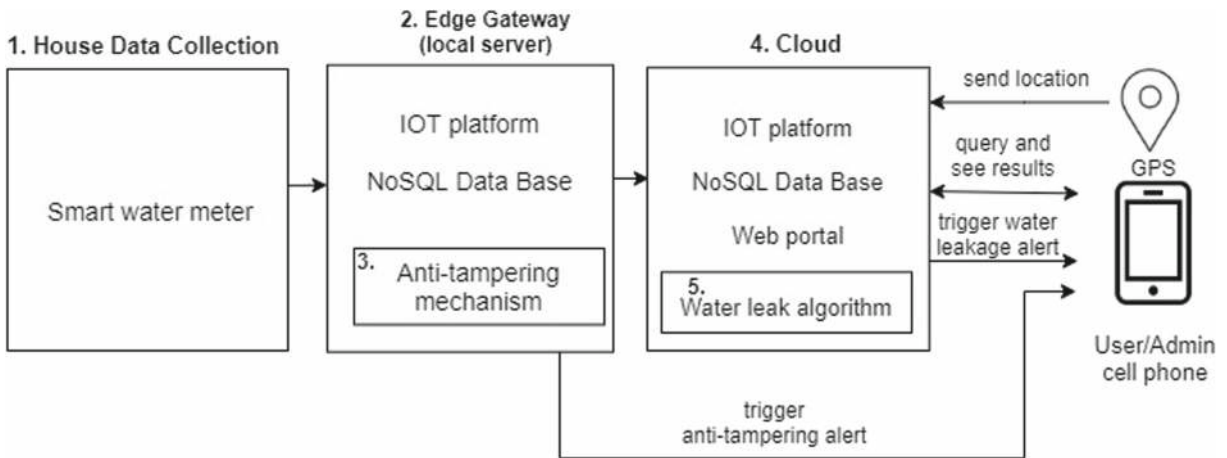 1. House Data Collection
Smart water meter
2. Edge Gateway
(local server)
IOT platform
NoSQL Data Base
3.
Anti-tampering
mechanism
4. Cloud
IOT platform
NoSQL Data Base
Web portal
5.
Water leak algorithm
send location
query and
see results
trigger water
leakage alert
trigger
anti-tampering alert
GPS
User/Admin
cell phone